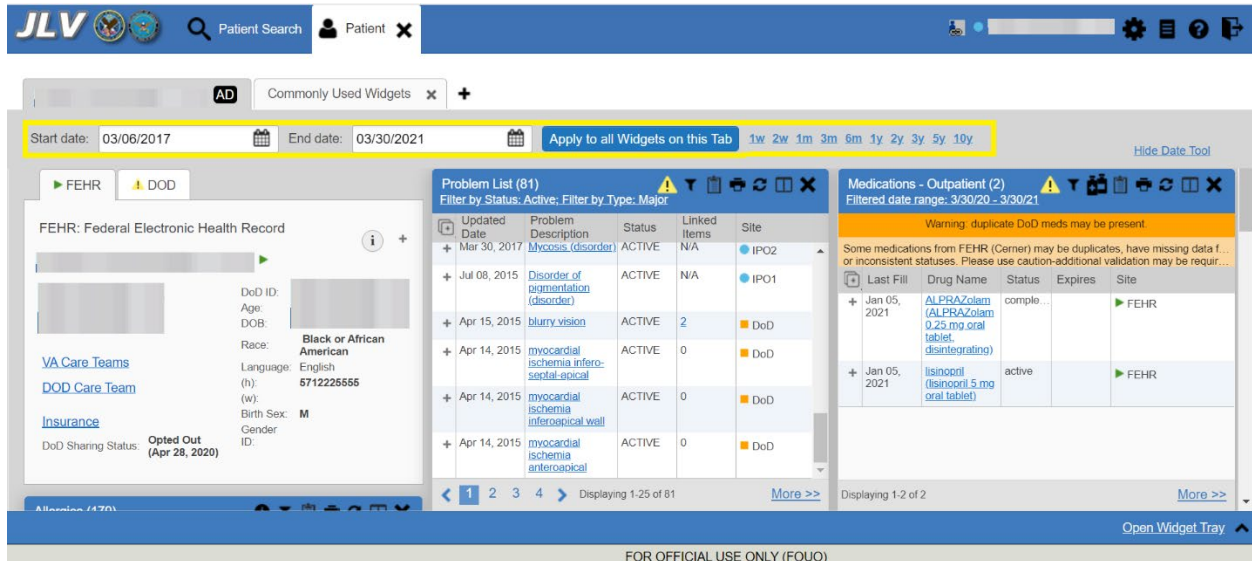 JLV Patient Search Patient
AD Commonly Used Widgets
Start date: 03/06/2017 End date: 03/30/2021 Apply to all Widgets on this Tab 1w 2w 1m 3m 6m 1y 2y 3y 5y 10y
Hide Date Tool
FEHR DOD
FEHR: Federal Electronic Health Record
DoD ID:
Age:
DOB:
Race: Black or African
American
Language: English
(h): 5712225555
(w):
Birth Sex: M
Gender
ID:
VA Care Teams
DOD Care Team
Insurance
DoD Sharing Status: Opted Out
(Apr 28, 2020)
Problem List (81)
Filter by Status: Active; Filter by Type: Major
Updated Date Problem Description Status Linked Items Site
Mar 30, 2017 Mycosis (disorder) ACTIVE N/A IPO2
Jul 08, 2015 Disorder of pigmentation (disorder) ACTIVE N/A IPO1
Apr 15, 2015 blurry vision ACTIVE 2 DoD
Apr 14, 2015 myocardial ischemia infero-septal-apical ACTIVE 0 DoD
Apr 14, 2015 myocardial ischemia inferoapical wall ACTIVE 0 DoD
Apr 14, 2015 myocardial ischemia anteroapical ACTIVE 0 DoD
1 2 3 4 Displaying 1-25 of 81 More >>
Medications - Outpatient (2)
Filtered date range: 3/30/20 - 3/30/21
Warning: duplicate DoD meds may be present.
Some medications from FEHR (Cerner) may be duplicates, have missing data f...
or inconsistent statuses. Please use caution-additional validation may be requir...
Last Fill Drug Name Status Expires Site
Jan 05, 2021 ALPRAZolam (ALPRAZolam 0.25 mg oral tablet, disintegrating) comple... FEHR
Jan 05, 2021 lisinopril (lisinopril 5 mg oral tablet) active FEHR
Displaying 1-2 of 2 More >>
Allergies (170)
Open Widget Tray
FOR OFFICIAL USE ONLY (FOUO)